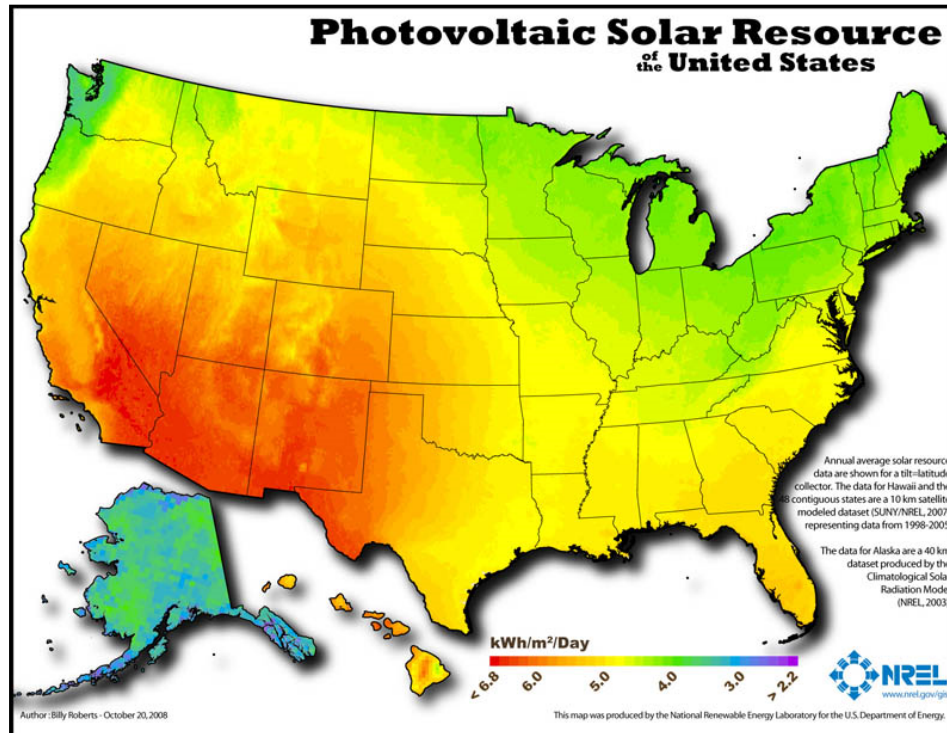 Photovoltaic Solar Resource
of the United States
Annual average solar resource
data are shown for a tilt=latitude
collector. The data for Hawaii and the
48 contiguous states are a 10 km satellite
modeled dataset (SUNY/NREL, 2007)
representing data from 1998-2005.
The data for Alaska are a 40 km
dataset produced by the
Climatological Solar
Radiation Model
(NREL, 2003).
kWh/m²/Day
< 6.8
6.0
5.0
4.0
3.0
> 2.2
NREL
www.nrel.gov/gis
Author : Billy Roberts - October 20, 2008
This map was produced by the National Renewable Energy Laboratory for the U.S. Department of Energy.